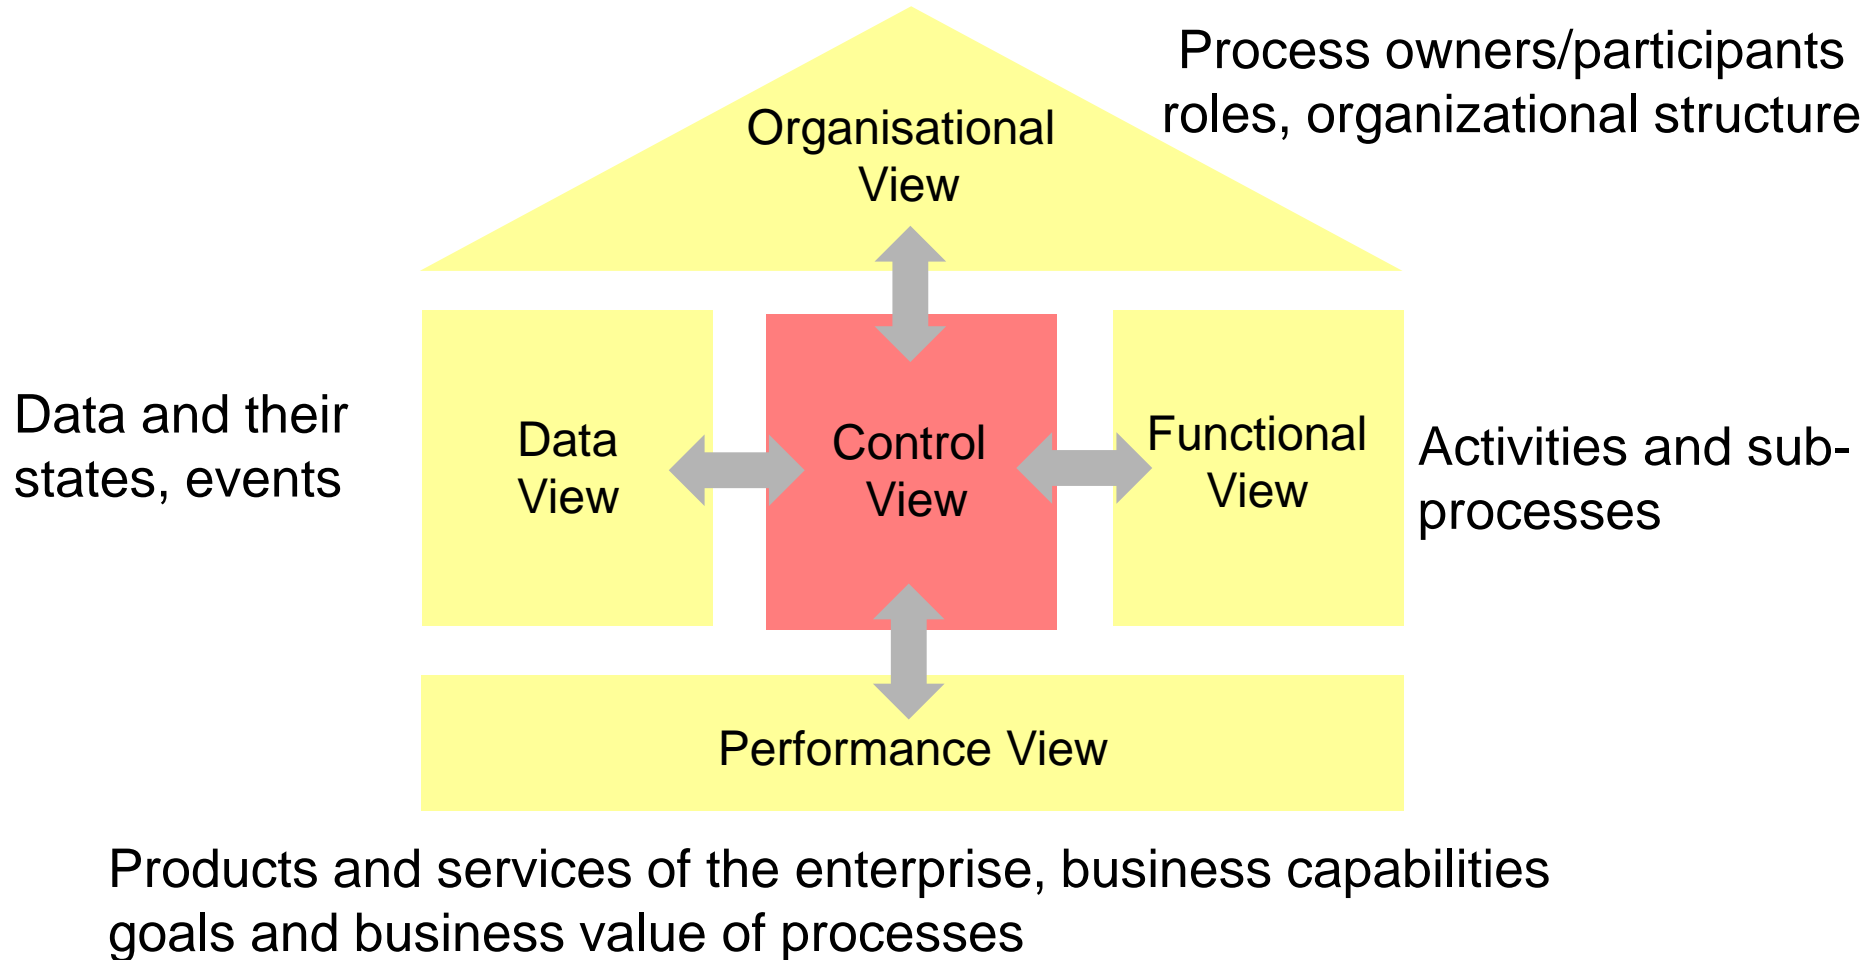 Process owners/participants
roles, organizational structure
Organisational
View
Data and their
states, events
Data
View
Control
View
Functional
View
Activities and sub-
processes
Performance View
Products and services of the enterprise, business capabilities
goals and business value of processes